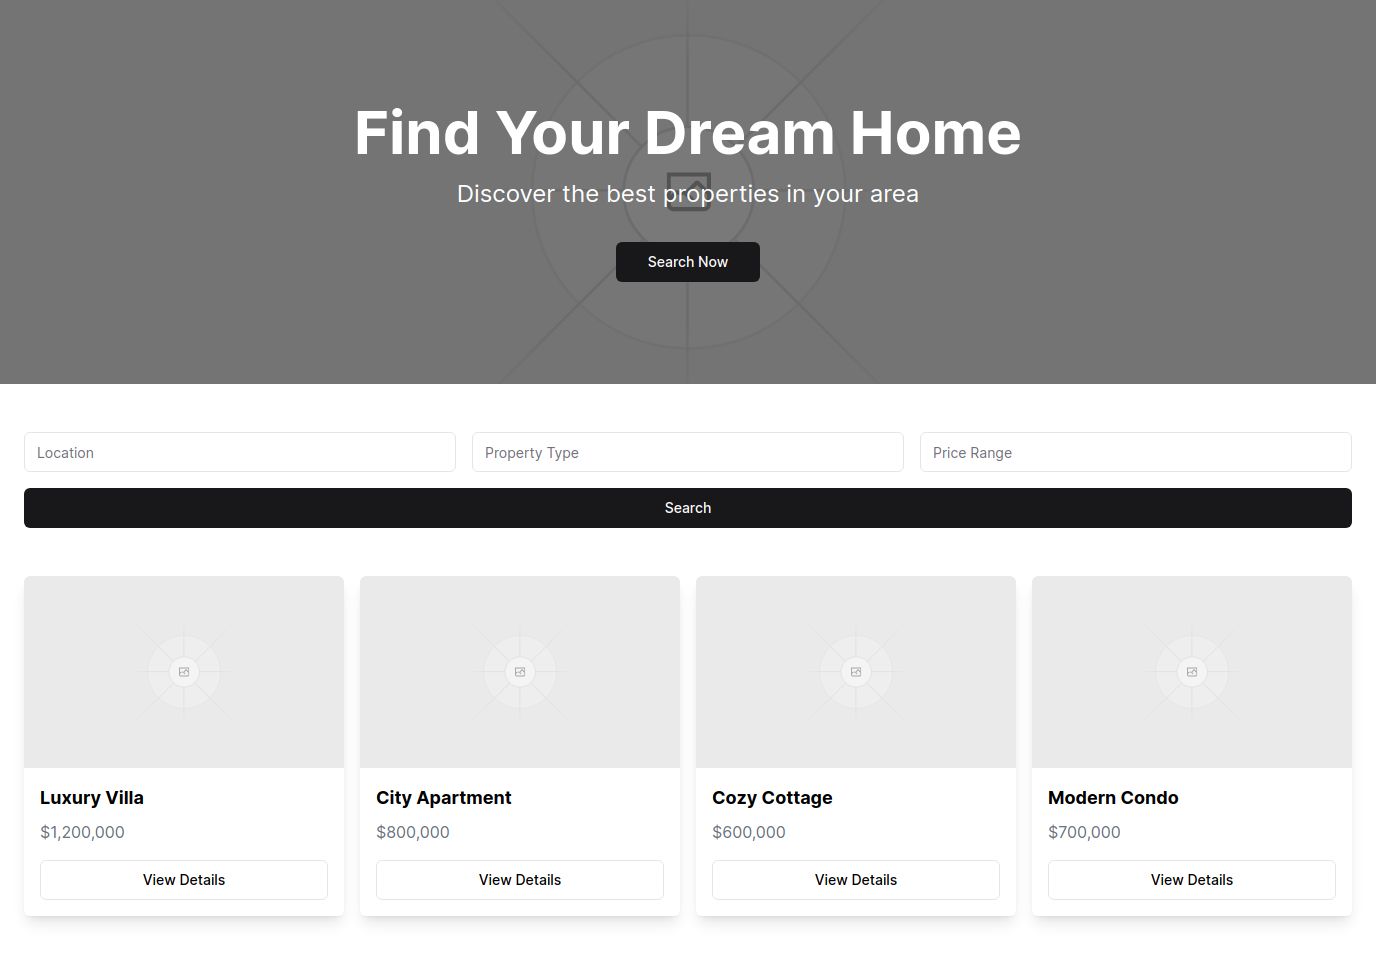 Find Your Dream Home
Discover the best properties in your area
Search Now
Location
Property Type
Price Range
Search
Luxury Villa
$1,200,000
View Details
City Apartment
$800,000
View Details
Cozy Cottage
$600,000
View Details
Modern Condo
$700,000
View Details